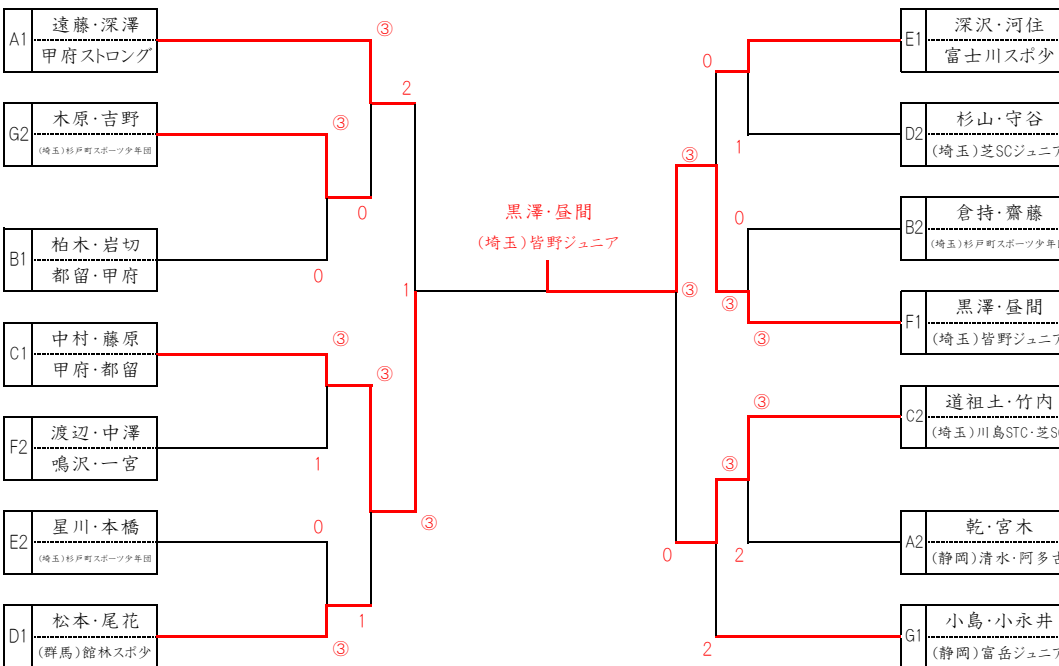 A1
遠藤・深澤
甲府ストロング
③
G2
木原・吉野
(埼玉)杉戸町スポーツ少年団
③
2
0
B1
柏木・岩切
都留・甲府
0
1
C1
中村・藤原
甲府・都留
③
③
F2
渡辺・中澤
鳴沢・一宮
1
③
E2
星川・本橋
(埼玉)杉戸町スポーツ少年団
0
1
D1
松本・尾花
(群馬)館林スポ少
③
黒澤・昼間
(埼玉)皆野ジュニア
E1
深沢・河住
富士川スポ少
0
D2
杉山・守谷
(埼玉)芝SCジュニア
1
③
B2
倉持・齋藤
(埼玉)杉戸町スポーツ少年団
0
③
③
F1
黒澤・昼間
(埼玉)皆野ジュニア
③
C2
道祖土・竹内
(埼玉)川島STC・芝SC
③
③
A2
乾・宮木
(静岡)清水・阿多古
0
2
G1
小島・小永井
(静岡)富岳ジュニア
2